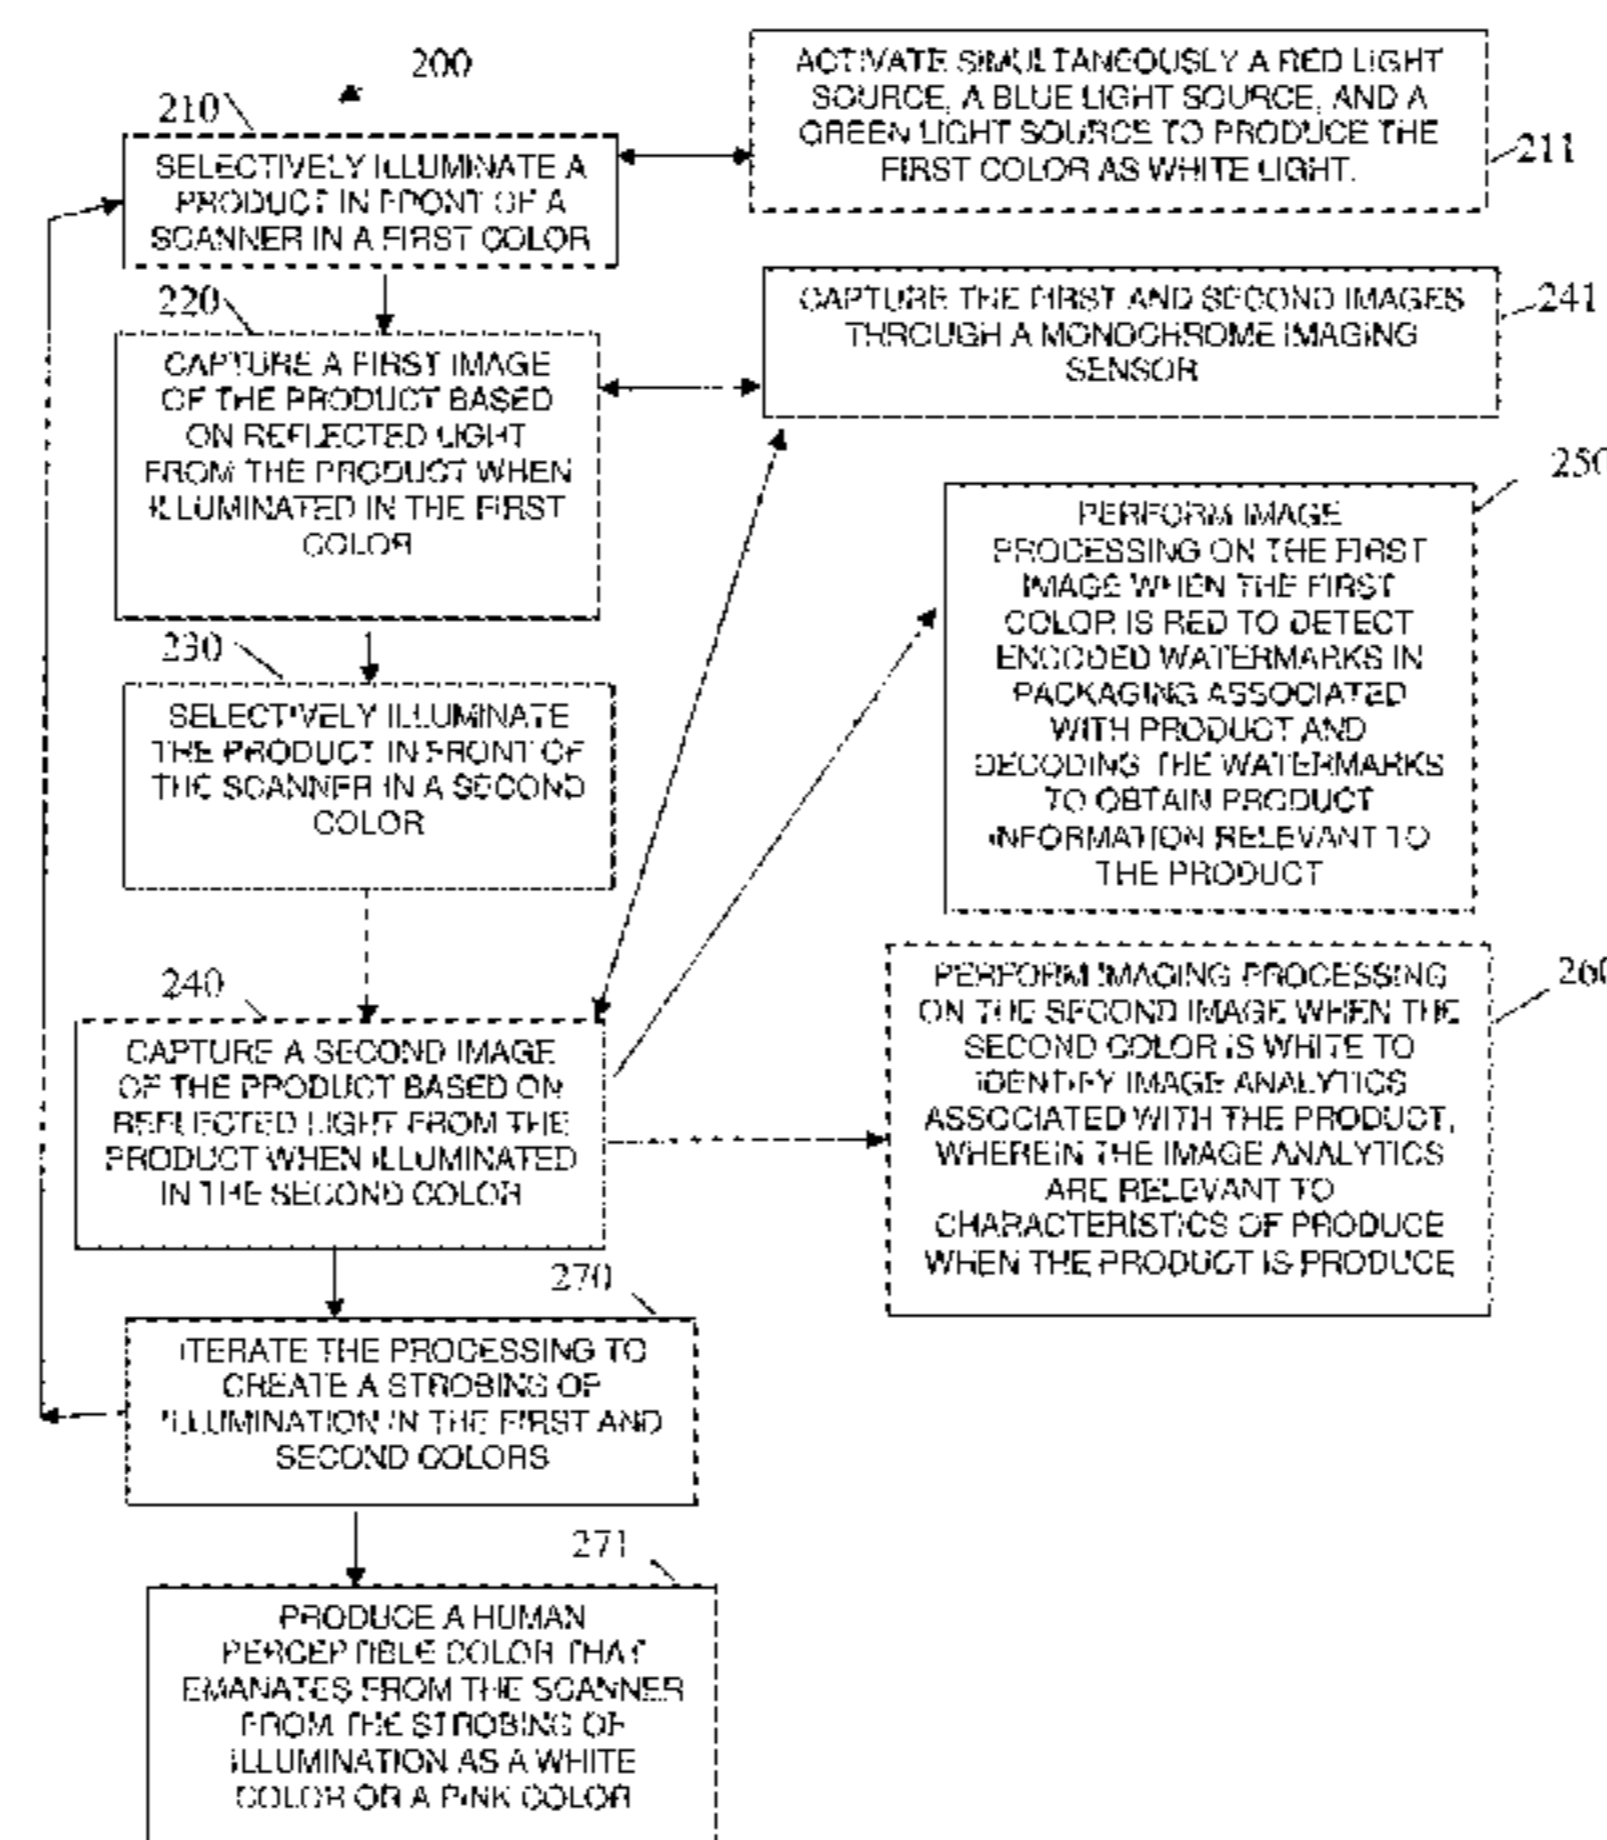 200
210
SELECTIVELY ILLUMINATE A
PRODUCT IN FRONT OF A
SCANNER IN A FIRST COLOR
ACTIVATE SIMULTANEOUSLY A RED LIGHT
SOURCE, A BLUE LIGHT SOURCE, AND A
GREEN LIGHT SOURCE TO PRODUCE THE
FIRST COLOR AS WHITE LIGHT.
211
220
CAPTURE A FIRST IMAGE
OF THE PRODUCT BASED
ON REFLECTED LIGHT
FROM THE PRODUCT WHEN
ILLUMINATED IN THE FIRST
COLOR
CAPTURE THE FIRST AND SECOND IMAGES
THROUGH A MONOCHROME IMAGING
SENSOR
241
230
SELECTIVELY ILLUMINATE
THE PRODUCT IN FRONT OF
THE SCANNER IN A SECOND
COLOR
250
PERFORM IMAGE
PROCESSING ON THE FIRST
IMAGE WHEN THE FIRST
COLOR IS RED TO DETECT
ENCODED WATERMARKS IN
PACKAGING ASSOCIATED
WITH PRODUCT AND
DECODING THE WATERMARKS
TO OBTAIN PRODUCT
INFORMATION RELEVANT TO
THE PRODUCT
240
CAPTURE A SECOND IMAGE
OF THE PRODUCT BASED ON
REFLECTED LIGHT FROM THE
PRODUCT WHEN ILLUMINATED
IN THE SECOND COLOR
260
PERFORM IMAGING PROCESSING
ON THE SECOND IMAGE WHEN THE
SECOND COLOR IS WHITE TO
IDENTIFY IMAGE ANALYTICS
ASSOCIATED WITH THE PRODUCT,
WHEREIN THE IMAGE ANALYTICS
ARE RELEVANT TO
CHARACTERISTICS OF PRODUCE
WHEN THE PRODUCT IS PRODUCE
270
ITERATE THE PROCESSING TO
CREATE A STROBING OF
ILLUMINATION IN THE FIRST AND
SECOND COLORS
271
PRODUCE A HUMAN
PERCEPTIBLE COLOR THAT
EMANATES FROM THE SCANNER
FROM THE STROBING OF
ILLUMINATION AS A WHITE
COLOR OR A PINK COLOR